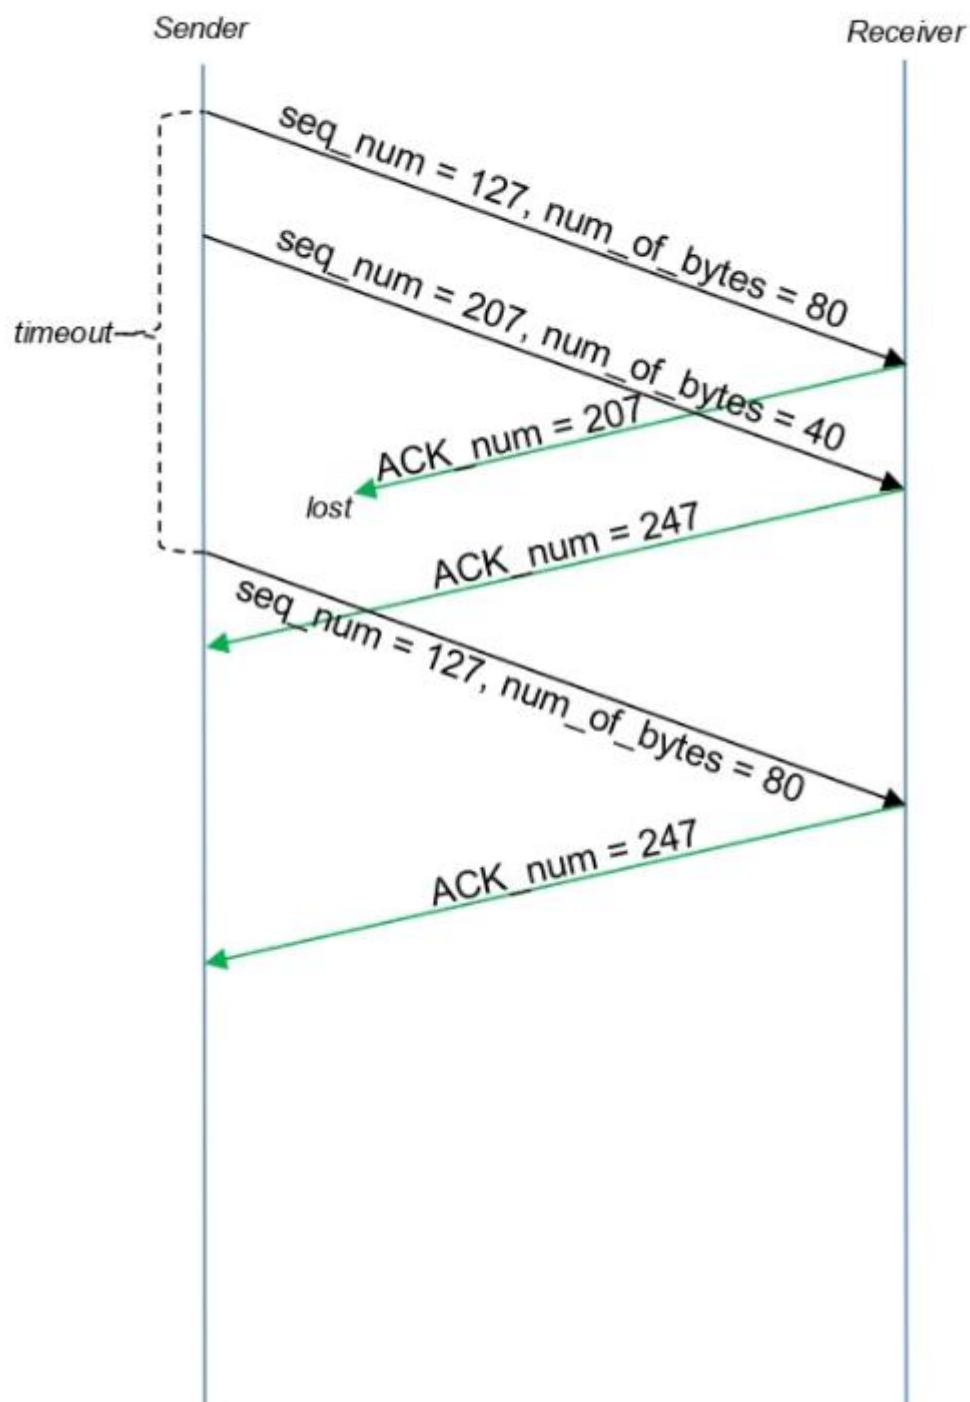 Sender
Receiver
seq_num = 127, num_of_bytes = 80
seq_num = 207, num_of_bytes = 40
timeout
ACK_num = 207
lost
ACK_num = 247
seq_num = 127, num_of_bytes = 80
ACK_num = 247